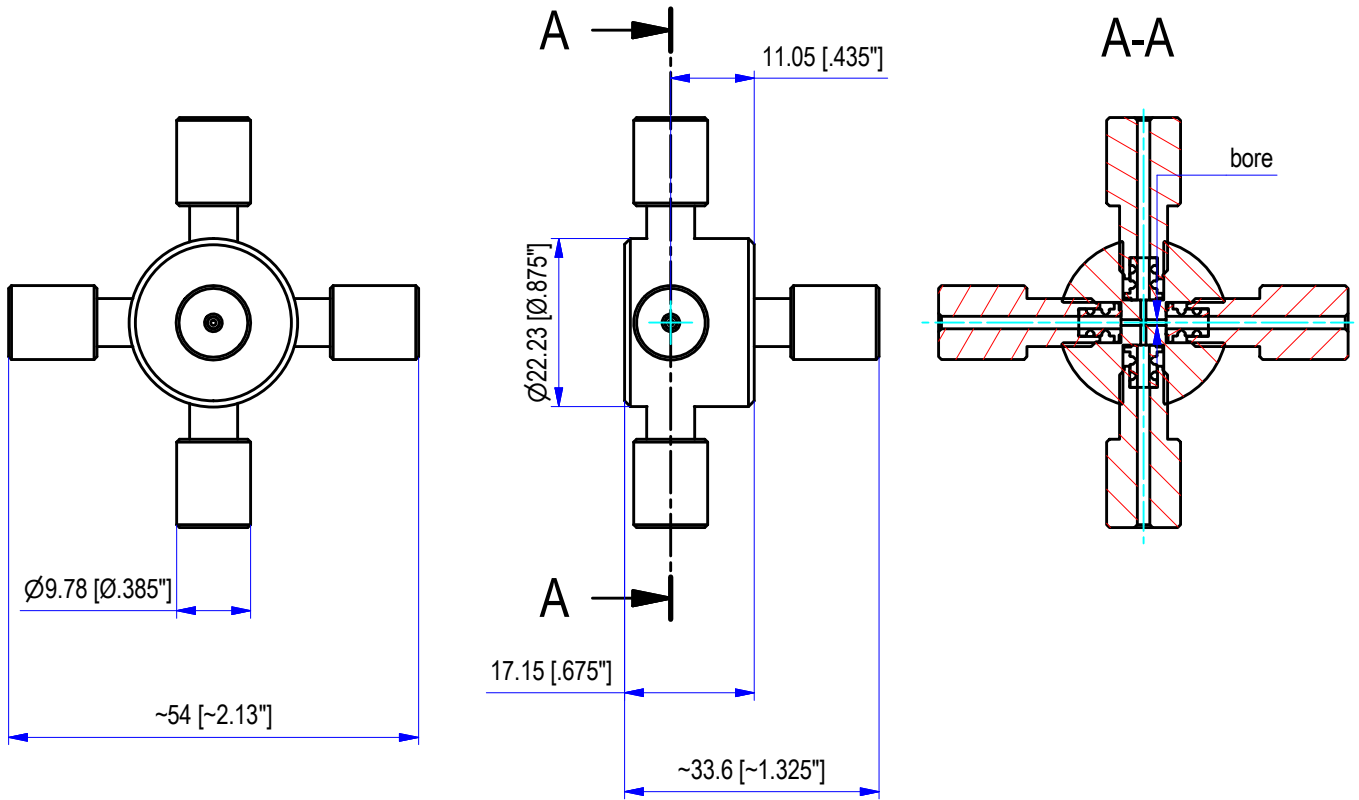 A
A-A
11.05 [.435"]
bore
Ø22.23 [Ø.875"]
Ø9.78 [Ø.385"]
A
17.15 [.675"]
~54 [~2.13"]
~33.6 [~1.325"]